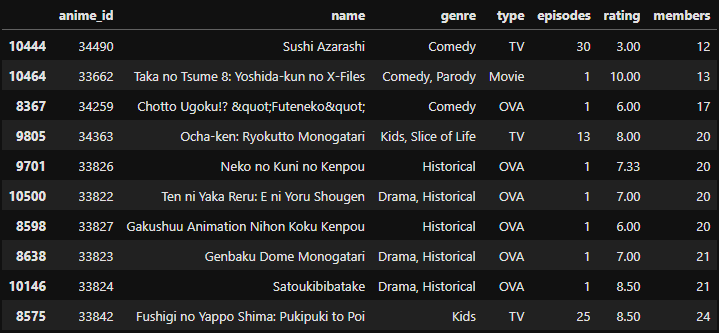 anime_id name genre type episodes rating members
10444 34490 Sushi Azarashi Comedy TV 30 3.00 12
10464 33662 Taka no Tsume 8: Yoshida-kun no X-Files Comedy, Parody Movie 1 10.00 13
8367 34259 Chotto Ugoku!? &quot;Futeneko&quot; Comedy OVA 1 6.00 17
9805 34363 Ocha-ken: Ryokutto Monogatari Kids, Slice of Life TV 13 8.00 20
9701 33826 Neko no Kuni no Kenpou Historical OVA 1 7.33 20
10500 33822 Ten ni Yaka Reru: E ni Yoru Shougen Drama, Historical OVA 1 7.00 20
8598 33827 Gakushuu Animation Nihon Koku Kenpou Historical OVA 1 6.00 20
8638 33823 Genbaku Dome Monogatari Drama, Historical OVA 1 7.00 21
10146 33824 Satoukibibatake Drama, Historical OVA 1 8.50 21
8575 33842 Fushigi no Yappo Shima: Pukipuki to Poi Kids TV 25 8.50 24